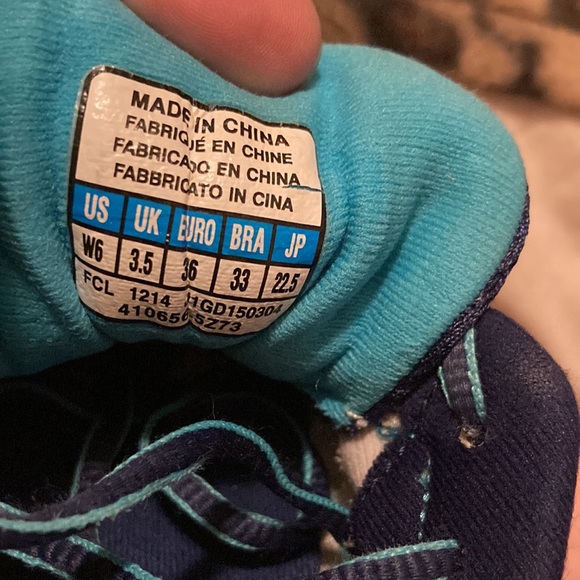 MADE IN CHINA
FABRIQUÉ EN CHINE
FABRICADO EN CHINA
FABBRICATO IN CINA
US UK EURO BRA JP
W6 3.5 36 33 22.5
FCL 1214